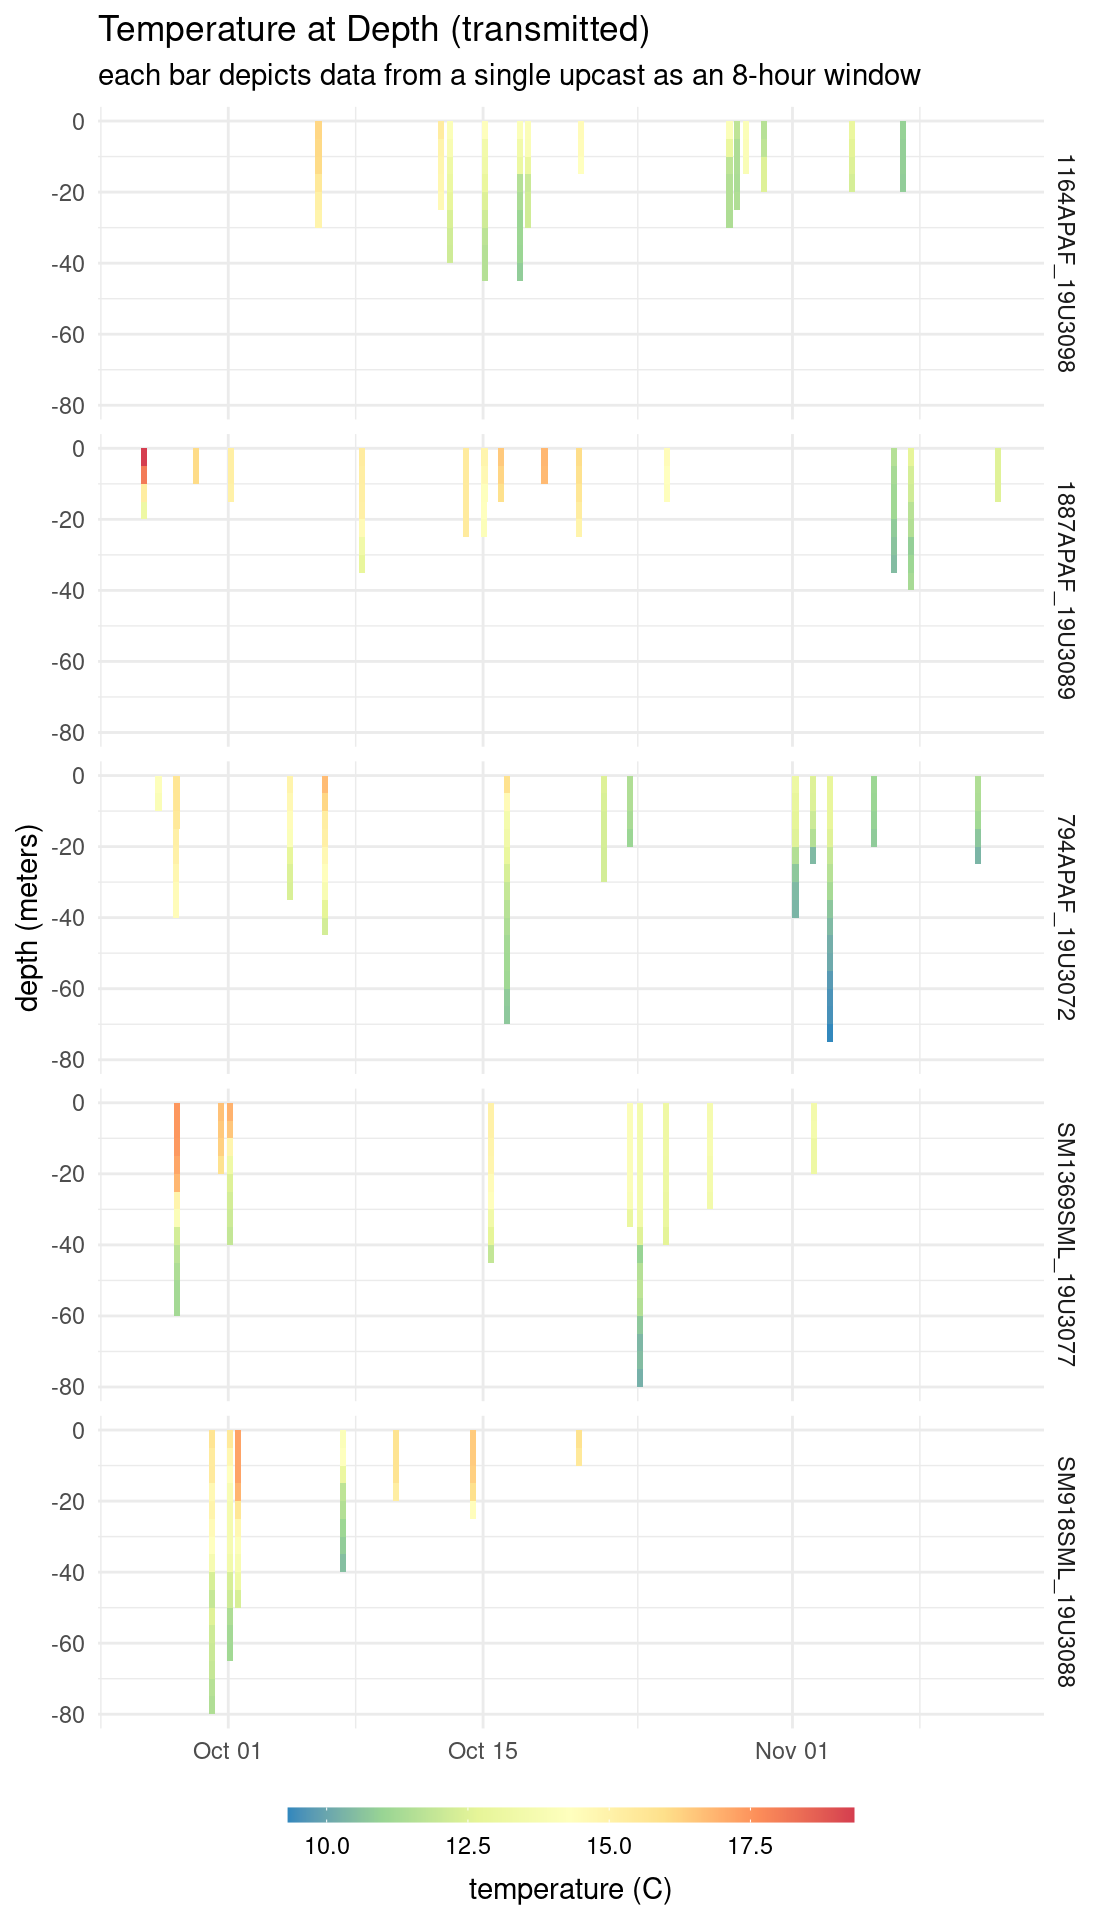 Temperature at Depth (transmitted)
each bar depicts data from a single upcast as an 8-hour window
depth (meters)
0
-20
-40
-60
-80
1164APAF_19U3098
0
-20
-40
-60
-80
1887APAF_19U3089
0
-20
-40
-60
-80
794APAF_19U3072
0
-20
-40
-60
-80
SM1369SML_19U3077
0
-20
-40
-60
-80
SM918SML_19U3088
Oct 01 Oct 15 Nov 01
10.0 12.5 15.0 17.5
temperature (C)